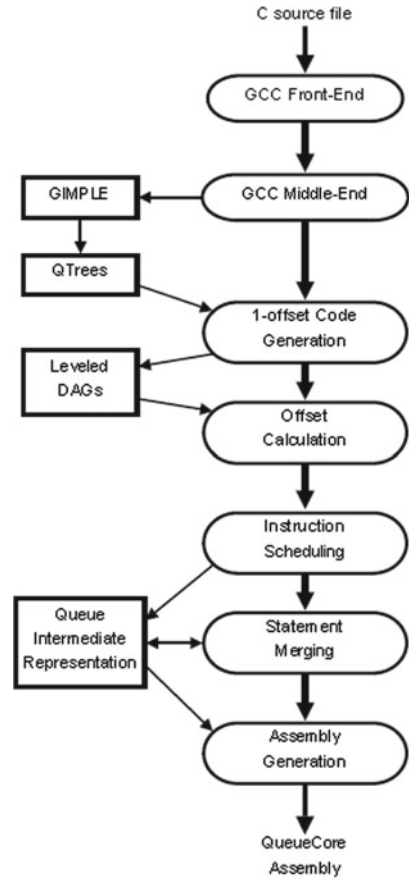 C source file
GCC Front-End
GIMPLE
GCC Middle-End
QTrees
1-offset Code
Generation
Leveled
DAGs
Offset
Calculation
Instruction
Scheduling
Queue
Intermediate
Representation
Statement
Merging
Assembly
Generation
QueueCore
Assembly